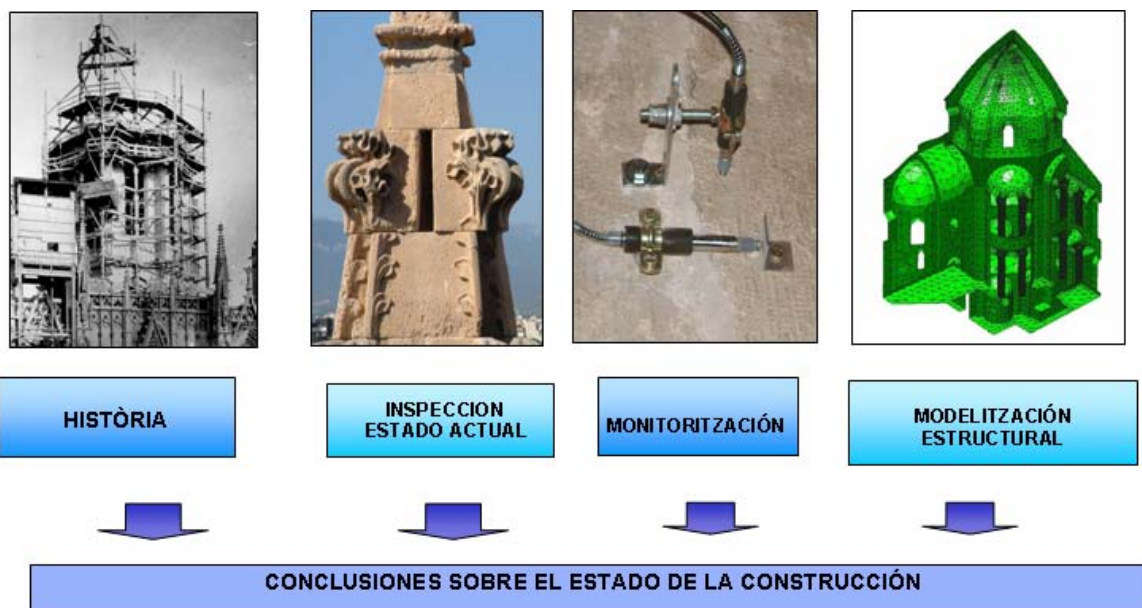 HISTÒRIA
INSPECCION
ESTADO ACTUAL
MONITORITZACIÓN
MODELITZACIÓN
ESTRUCTURAL
CONCLUSIONES SOBRE EL ESTADO DE LA CONSTRUCCIÓN